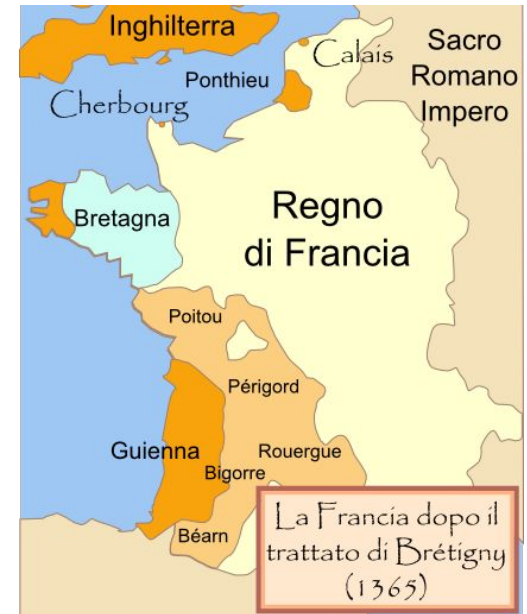 Inghilterra
Calais
Sacro
Romano
Impero
Ponthieu
Cherbourg
Bretagna
Regno
di Francia
Poitou
Périgord
Guienna
Rouergue
Bigorre
Béarn
La Francia dopo il
trattato di Brétigny
(1365)